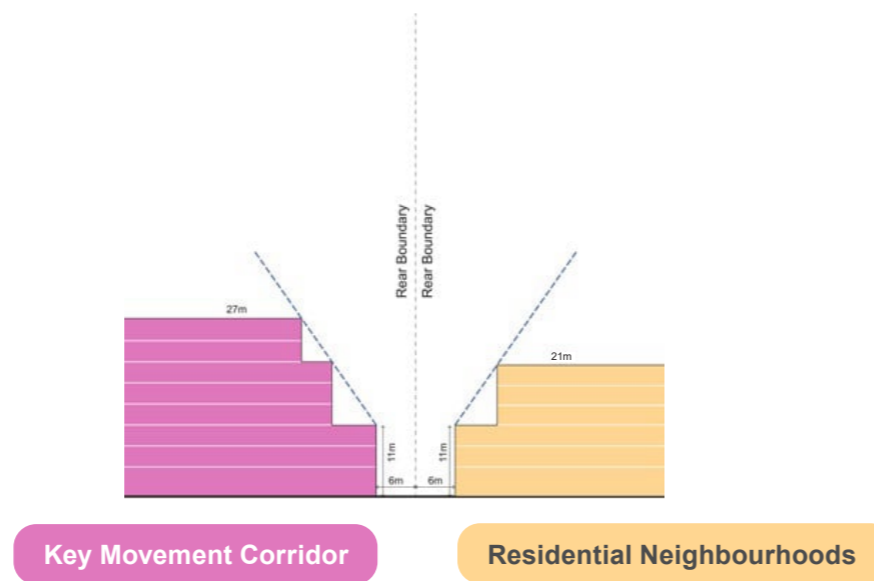 Rear Boundary
Rear Boundary
27m
21m
11m
11m
6m
6m
Key Movement Corridor
Residential Neighbourhoods